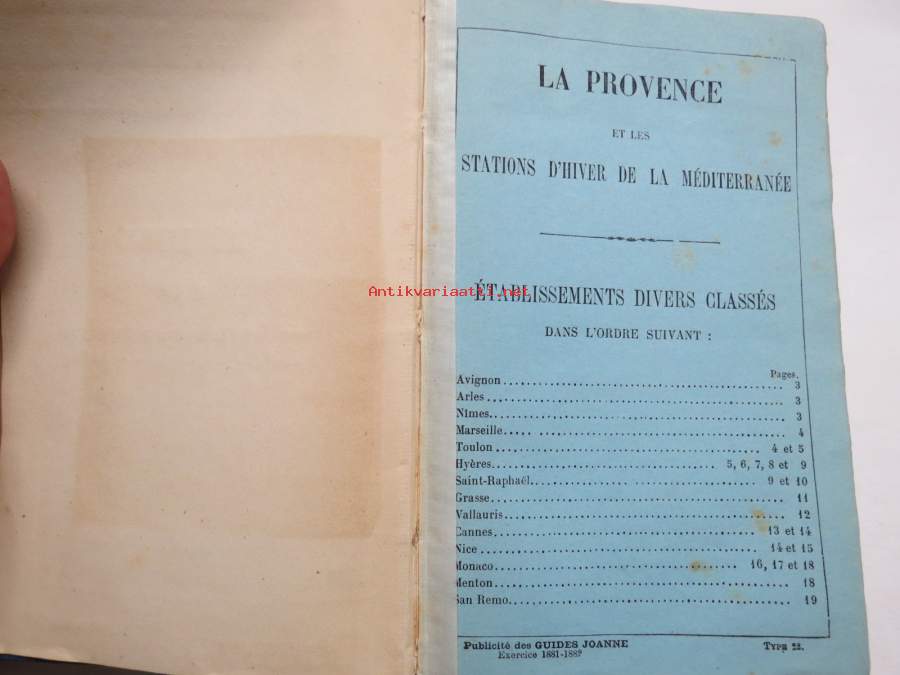 LA PROVENCE
ET LES
STATIONS D'HIVER DE LA MÉDITERRANÉE
Antikvariaatti.net
ÉTABLISSEMENTS DIVERS CLASSÉS
DANS L'ORDRE SUIVANT :
Pages.
Avignon 3
Arles 3
Nîmes 3
Marseille 4
Toulon 4 et 5
Hyères 5, 6, 7, 8 et 9
Saint-Raphaël 9 et 10
Grasse 11
Vallauris 12
Cannes 13 et 14
Nice 14 et 15
Monaco 16, 17 et 18
Menton 18
San Remo 19
Publicité des GUIDES JOANNE TYPE 22.
Exercice 1881-1882